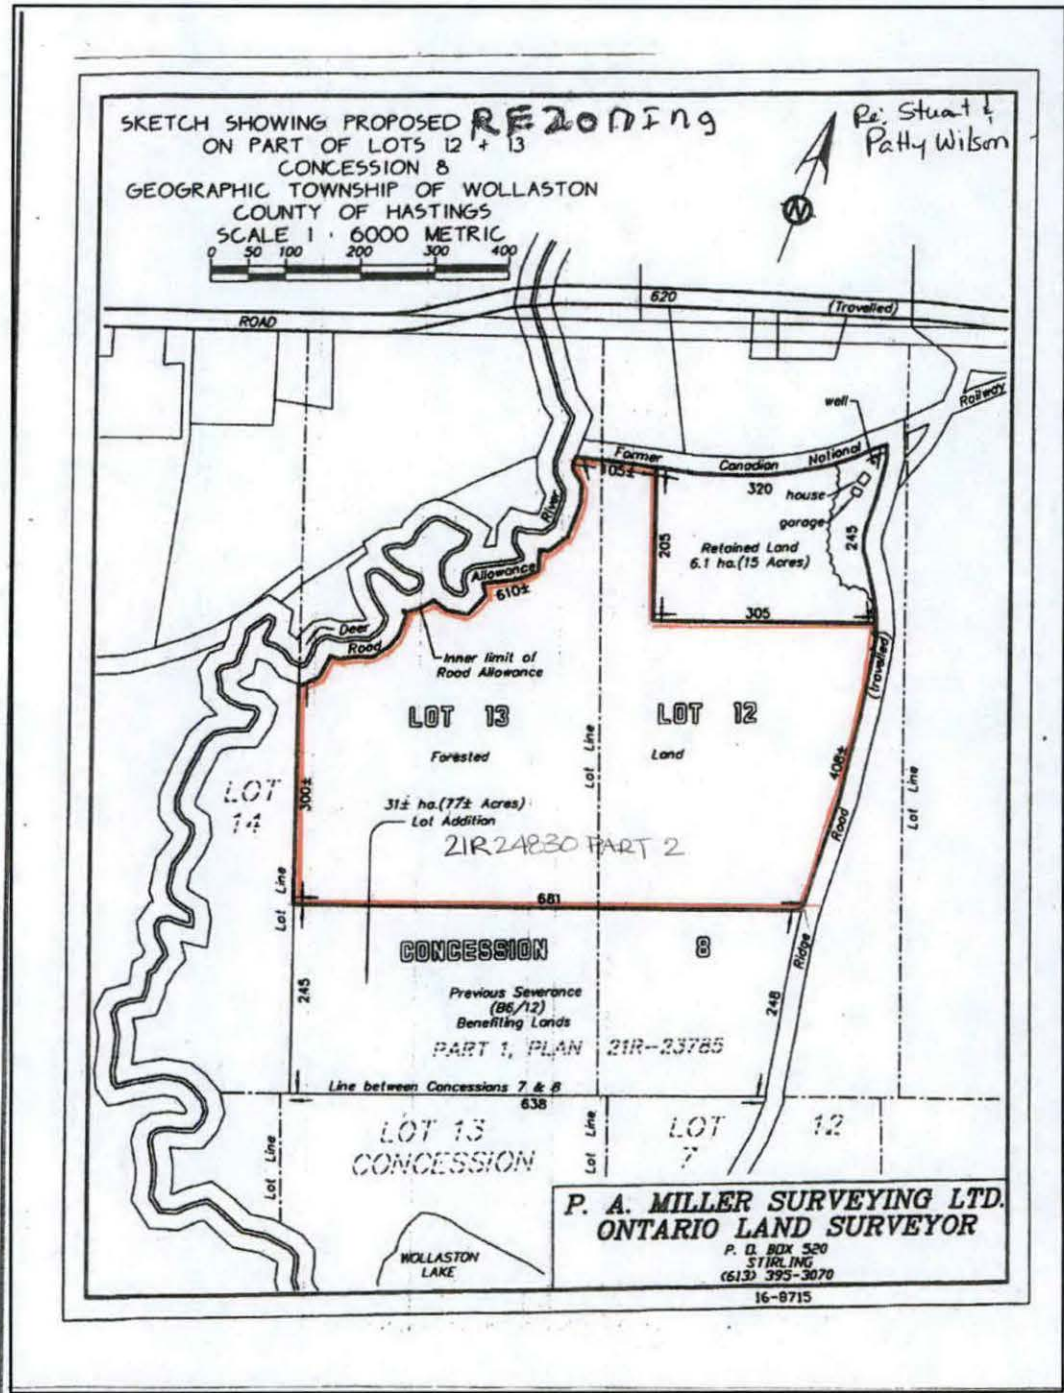 SKETCH SHOWING PROPOSED REZONING
ON PART OF LOTS 12 + 13
CONCESSION 8
GEOGRAPHIC TOWNSHIP OF WOLLASTON
COUNTY OF HASTINGS
SCALE 1 : 6000 METRIC
0 50 100 200 300 400
Re: Stuart &
Patty Wilson
N
ROAD
620
(Travelled)
Railway
well
Former Canadian National
105±
320
house
garage
205
245
Retained Land
6.1 ha.(15 Acres)
305
River
Allowance
610±
Deer
Road
Inner limit of
Road Allowance
(Travelled)
LOT 13
LOT 12
Forested
Land
Lot Line
408±
Lot Line
LOT
14
300±
31± ha.(77± Acres)
Lot Addition
21R24830 PART 2
Road
Lot Line
681
CONCESSION 8
Ridge
245
248
Previous Severance
(B6/12)
Benefiting Lands
PART 1, PLAN 21R-23785
Line between Concessions 7 & 8
638
LOT 13
CONCESSION
LOT 12
7
Lot Line
Lot Line
WOLLASTON
LAKE
P. A. MILLER SURVEYING LTD.
ONTARIO LAND SURVEYOR
P. O. BOX 520
STIRLING
(613) 395-3070
16-8715